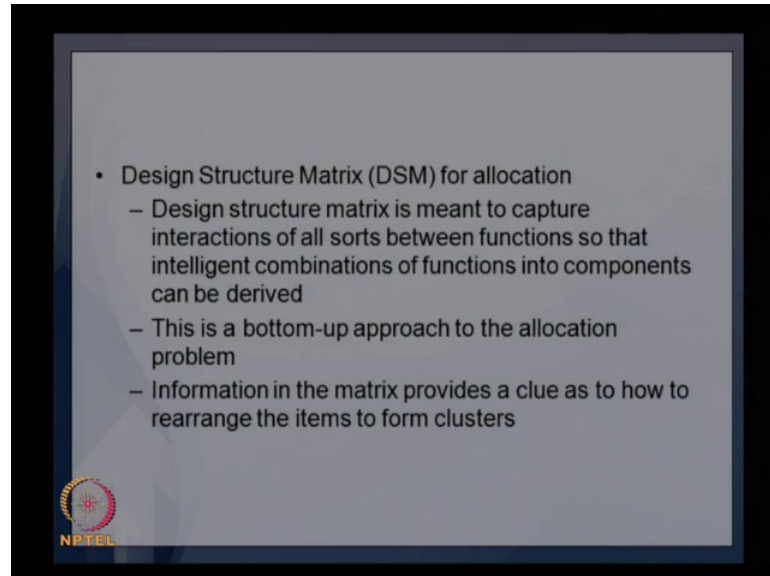 • Design Structure Matrix (DSM) for allocation
– Design structure matrix is meant to capture
interactions of all sorts between functions so that
intelligent combinations of functions into components
can be derived
– This is a bottom-up approach to the allocation
problem
– Information in the matrix provides a clue as to how to
rearrange the items to form clusters
NPTEL